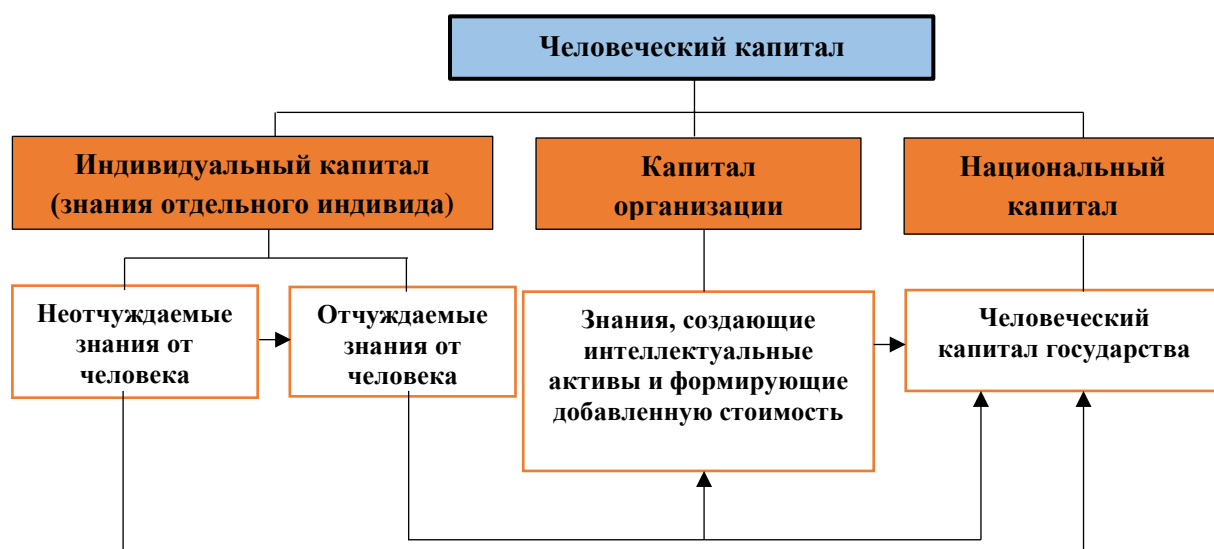 Человеческий капитал
Индивидуальный капитал
(знания отдельного индивида)
Капитал
организации
Национальный
капитал
Неотчуждаемые
знания от
человека
Отчуждаемые
знания от
человека
Знания, создающие
интеллектуальные
активы и формирующие
добавленную стоимость
Человеческий
капитал государства